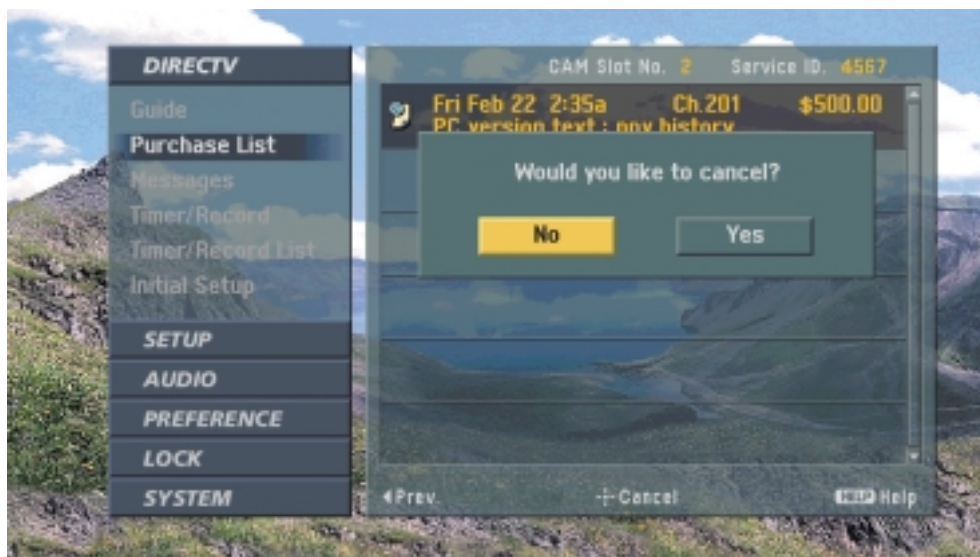 DIRECTV
Guide
Purchase List
Messages
Timer/Record
Timer/Record List
Initial Setup
SETUP
AUDIO
PREFERENCE
LOCK
SYSTEM
CAM Slot No. 2 Service ID. 4567
Fri Feb 22 2:35a Ch.201 $500.00
PC version text : ppv history
Would you like to cancel?
No Yes
Prev. Cancel HELP Help